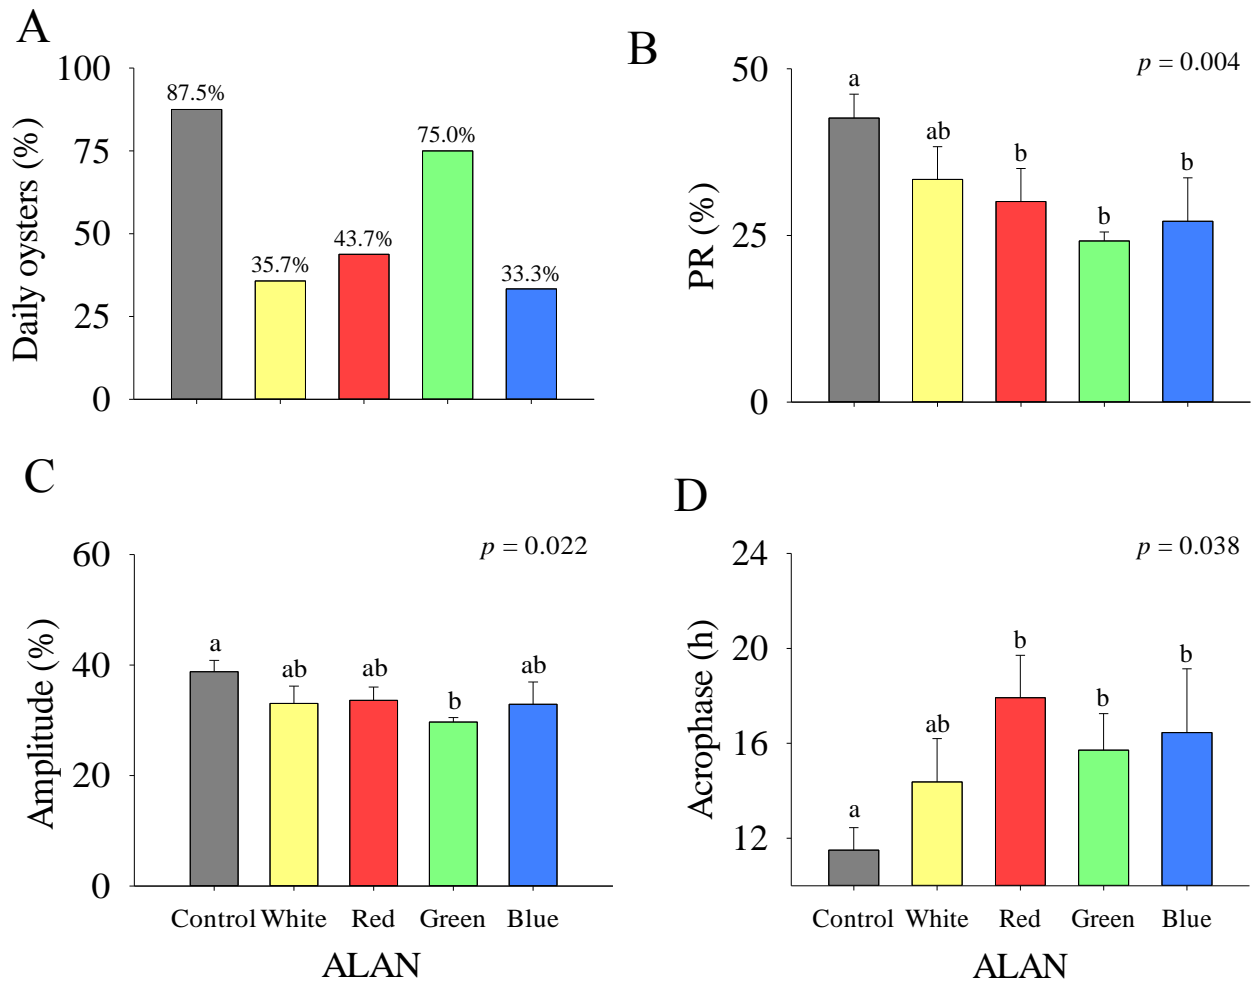 A
Daily oysters (%)
100
75
50
25
0
87.5%
35.7%
43.7%
75.0%
33.3%
B
p = 0.004
PR (%)
50
25
0
a
ab
b
b
b
C
p = 0.022
Amplitude (%)
60
40
20
0
a
ab
ab
b
ab
Control White Red Green Blue
ALAN
D
p = 0.038
Acrophase (h)
24
20
16
12
a
ab
b
b
b
Control White Red Green Blue
ALAN